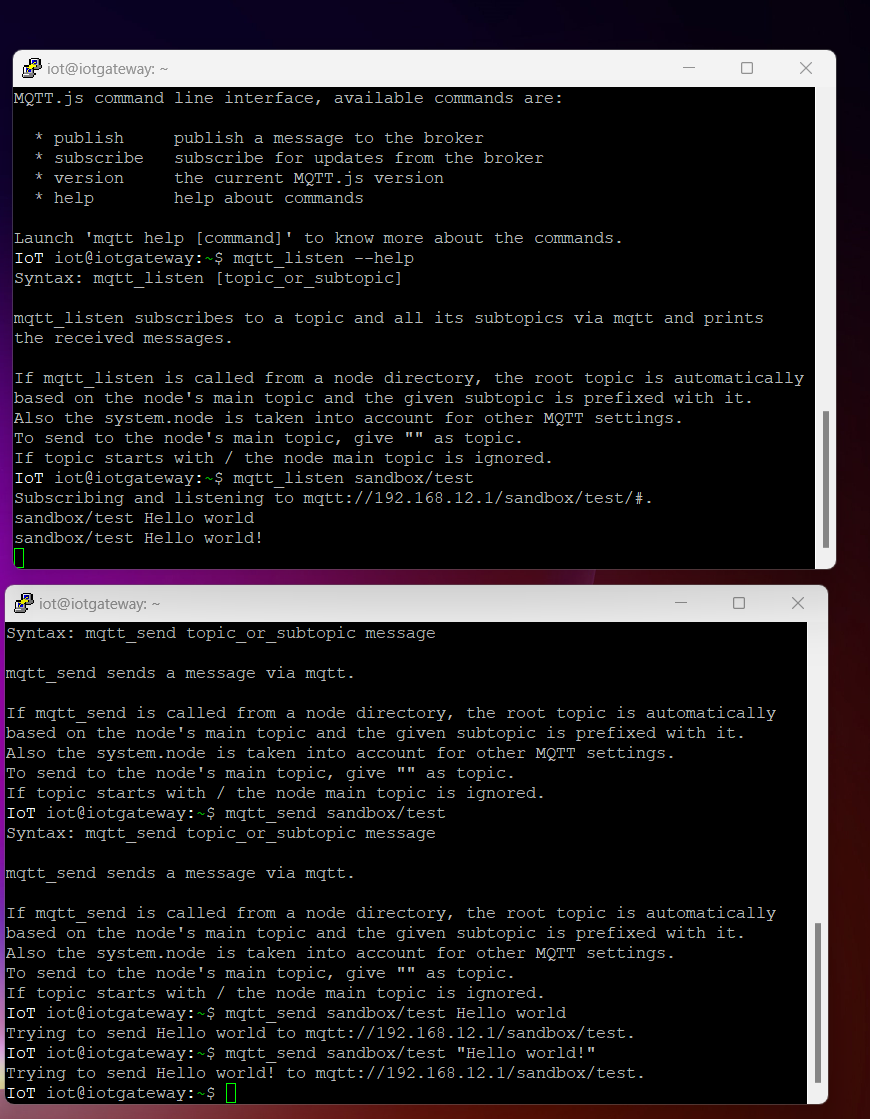 iot@iotgateway: ~
MQTT.js command line interface, available commands are:
* publish     publish a message to the broker
* subscribe   subscribe for updates from the broker
* version     the current MQTT.js version
* help        help about commands
Launch 'mqtt help [command]' to know more about the commands.
IoT iot@iotgateway:~$ mqtt_listen --help
Syntax: mqtt_listen [topic_or_subtopic]
mqtt_listen subscribes to a topic and all its subtopics via mqtt and prints
the received messages.
If mqtt_listen is called from a node directory, the root topic is automatically
based on the node's main topic and the given subtopic is prefixed with it.
Also the system.node is taken into account for other MQTT settings.
To send to the node's main topic, give "" as topic.
If topic starts with / the node main topic is ignored.
IoT iot@iotgateway:~$ mqtt_listen sandbox/test
Subscribing and listening to mqtt://192.168.12.1/sandbox/test/#.
sandbox/test Hello world
sandbox/test Hello world!
iot@iotgateway: ~
Syntax: mqtt_send topic_or_subtopic message
mqtt_send sends a message via mqtt.
If mqtt_send is called from a node directory, the root topic is automatically
based on the node's main topic and the given subtopic is prefixed with it.
Also the system.node is taken into account for other MQTT settings.
To send to the node's main topic, give "" as topic.
If topic starts with / the node main topic is ignored.
IoT iot@iotgateway:~$ mqtt_send sandbox/test
Syntax: mqtt_send topic_or_subtopic message
mqtt_send sends a message via mqtt.
If mqtt_send is called from a node directory, the root topic is automatically
based on the node's main topic and the given subtopic is prefixed with it.
Also the system.node is taken into account for other MQTT settings.
To send to the node's main topic, give "" as topic.
If topic starts with / the node main topic is ignored.
IoT iot@iotgateway:~$ mqtt_send sandbox/test Hello world
Trying to send Hello world to mqtt://192.168.12.1/sandbox/test.
IoT iot@iotgateway:~$ mqtt_send sandbox/test "Hello world!"
Trying to send Hello world! to mqtt://192.168.12.1/sandbox/test.
IoT iot@iotgateway:~$